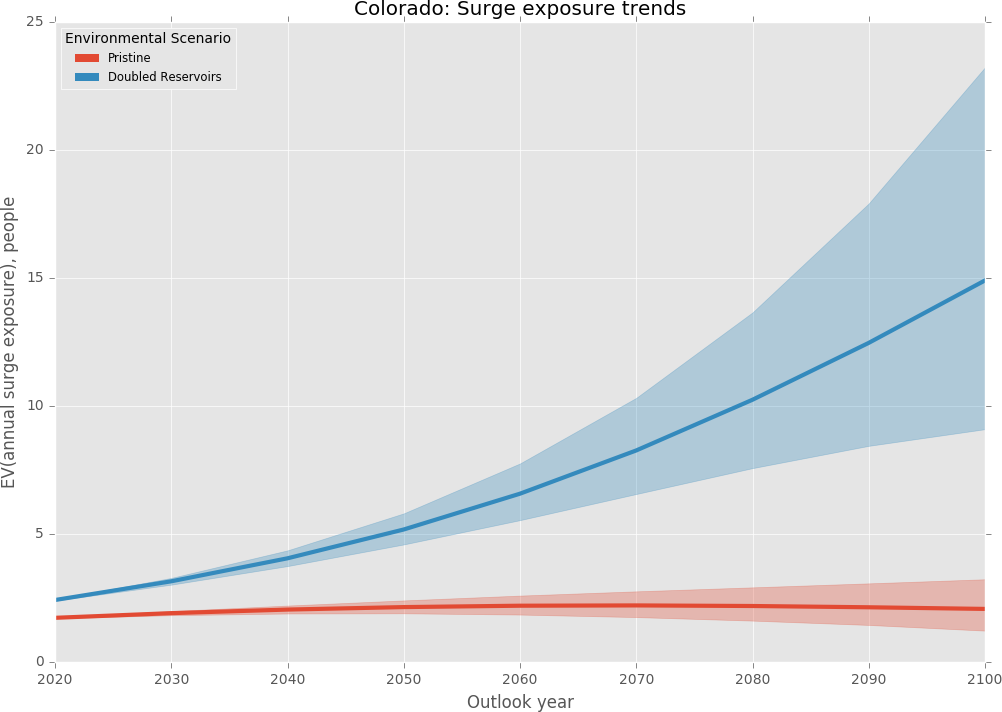 Colorado: Surge exposure trends
Environmental Scenario
Pristine
Doubled Reservoirs
EV(annual surge exposure), people
25
20
15
10
5
0
2020 2030 2040 2050 2060 2070 2080 2090 2100
Outlook year